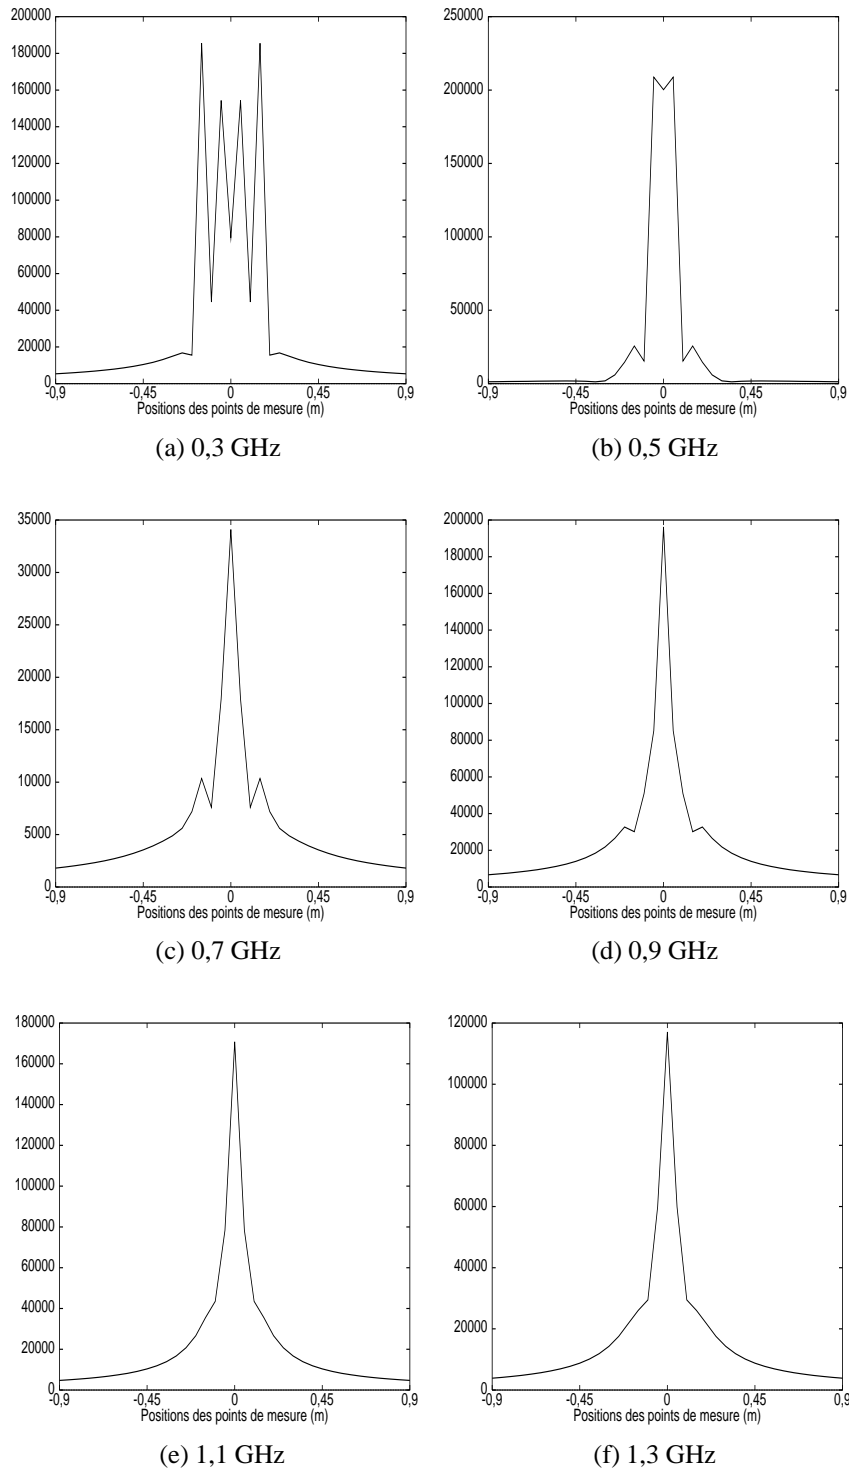 200000
180000
160000
140000
120000
100000
80000
60000
40000
20000
0
-0,9 -0,45 0 0,45 0,9
Positions des points de mesure (m)
(a) 0,3 GHz
250000
200000
150000
100000
50000
0
-0,9 -0,45 0 0,45 0,9
Positions des points de mesure (m)
(b) 0,5 GHz
35000
30000
25000
20000
15000
10000
5000
0
-0,9 -0,45 0 0,45 0,9
Positions des points de mesure (m)
(c) 0,7 GHz
200000
180000
160000
140000
120000
100000
80000
60000
40000
20000
0
-0,9 -0,45 0 0,45 0,9
Positions des points de mesure (m)
(d) 0,9 GHz
180000
160000
140000
120000
100000
80000
60000
40000
20000
0
-0,9 -0,45 0 0,45 0,9
Positions des points de mesure (m)
(e) 1,1 GHz
120000
100000
80000
60000
40000
20000
0
-0,9 -0,45 0 0,45 0,9
Positions des points de mesure (m)
(f) 1,3 GHz